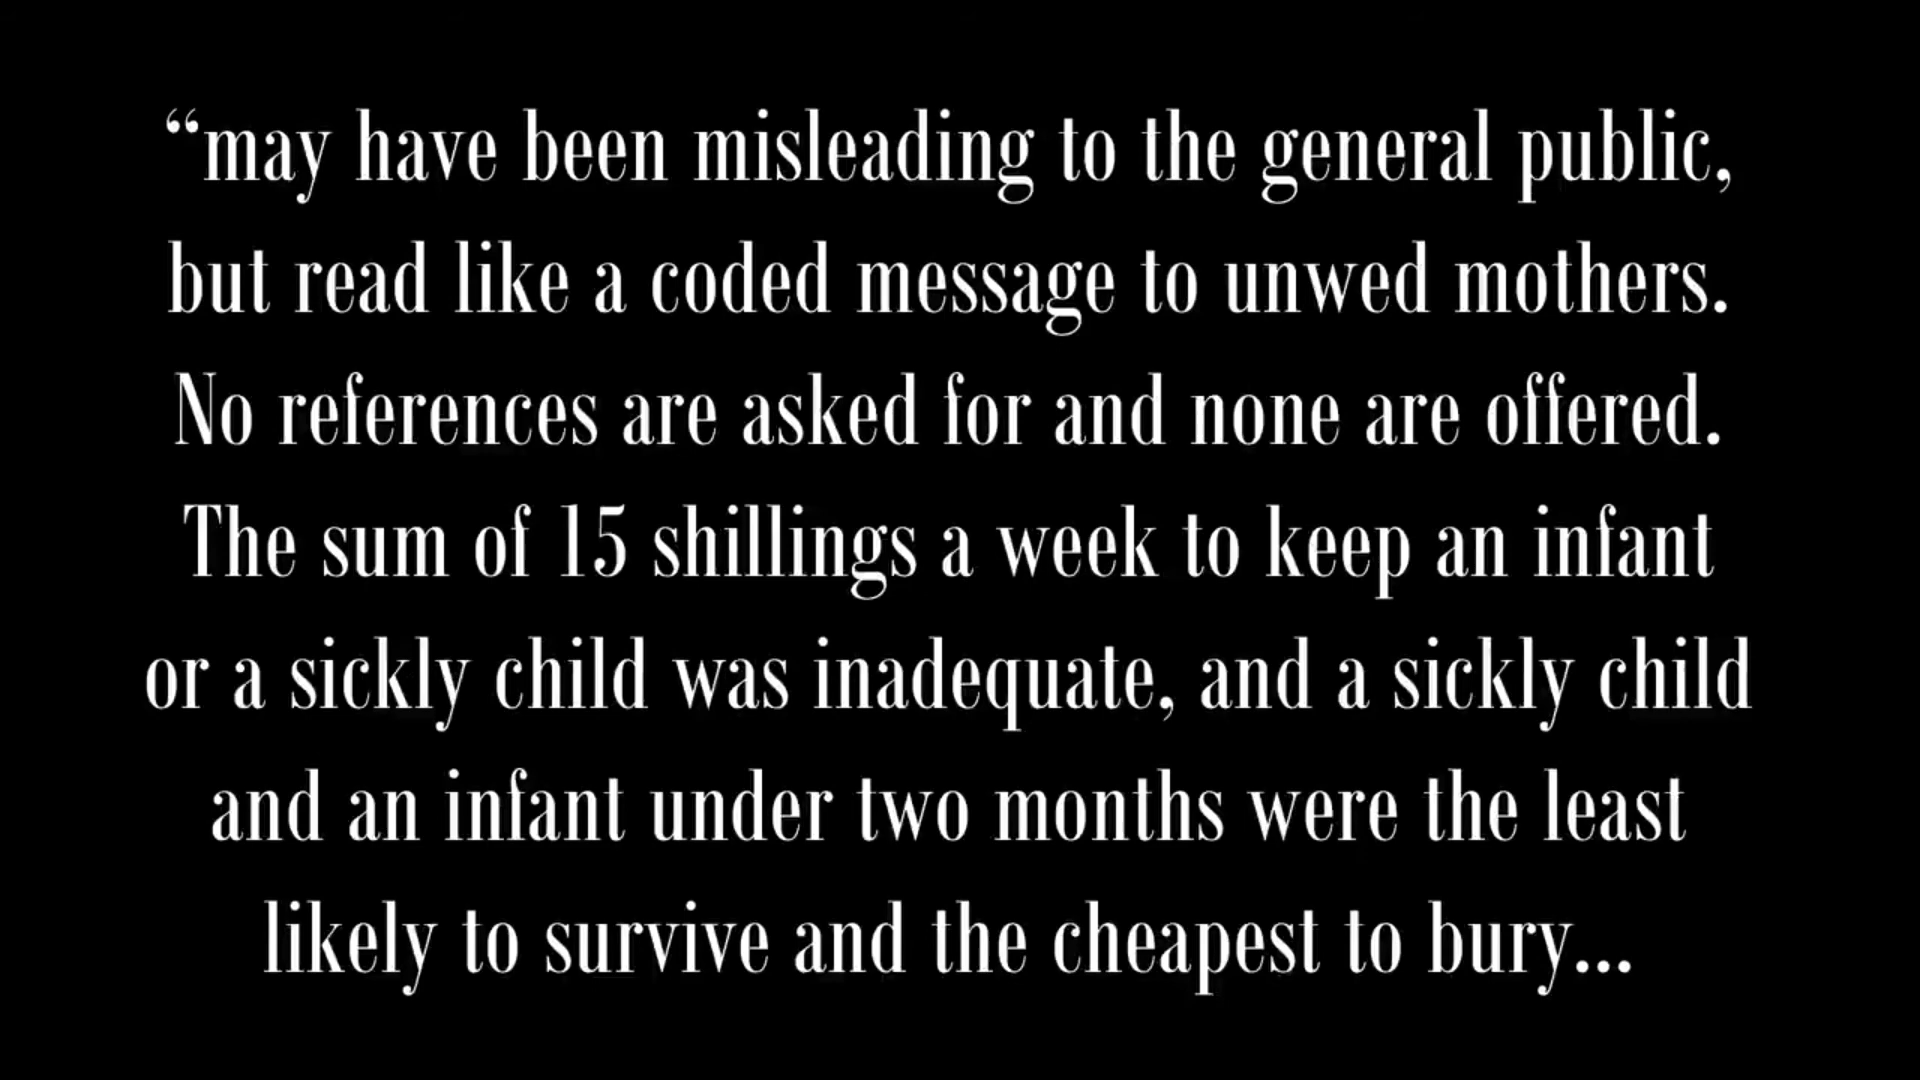 “may have been misleading to the general public,
but read like a coded message to unwed mothers.
No references are asked for and none are offered.
The sum of 15 shillings a week to keep an infant
or a sickly child was inadequate, and a sickly child
and an infant under two months were the least
likely to survive and the cheapest to bury...